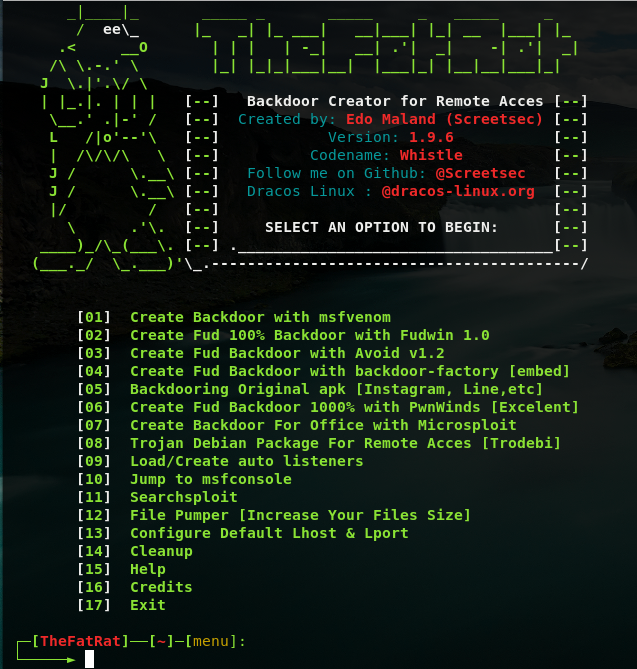 TheFatRat
[--] Backdoor Creator for Remote Acces [--]
[--] Created by: Edo Maland (Screetsec) [--]
[--] Version: 1.9.6 [--]
[--] Codename: Whistle [--]
[--] Follow me on Github: @Screetsec [--]
[--] Dracos Linux : @dracos-linux.org [--]
[--] [--]
[--] SELECT AN OPTION TO BEGIN: [--]
[--] .___________________________________[--]
[01] Create Backdoor with msfvenom
[02] Create Fud 100% Backdoor with Fudwin 1.0
[03] Create Fud Backdoor with Avoid v1.2
[04] Create Fud Backdoor with backdoor-factory [embed]
[05] Backdooring Original apk [Instagram, Line,etc]
[06] Create Fud Backdoor 1000% with PwnWinds [Excelent]
[07] Create Backdoor For Office with Microsploit
[08] Trojan Debian Package For Remote Acces [Trodebi]
[09] Load/Create auto listeners
[10] Jump to msfconsole
[11] Searchsploit
[12] File Pumper [Increase Your Files Size]
[13] Configure Default Lhost & Lport
[14] Cleanup
[15] Help
[16] Credits
[17] Exit
[TheFatRat]──[~]─[menu]: